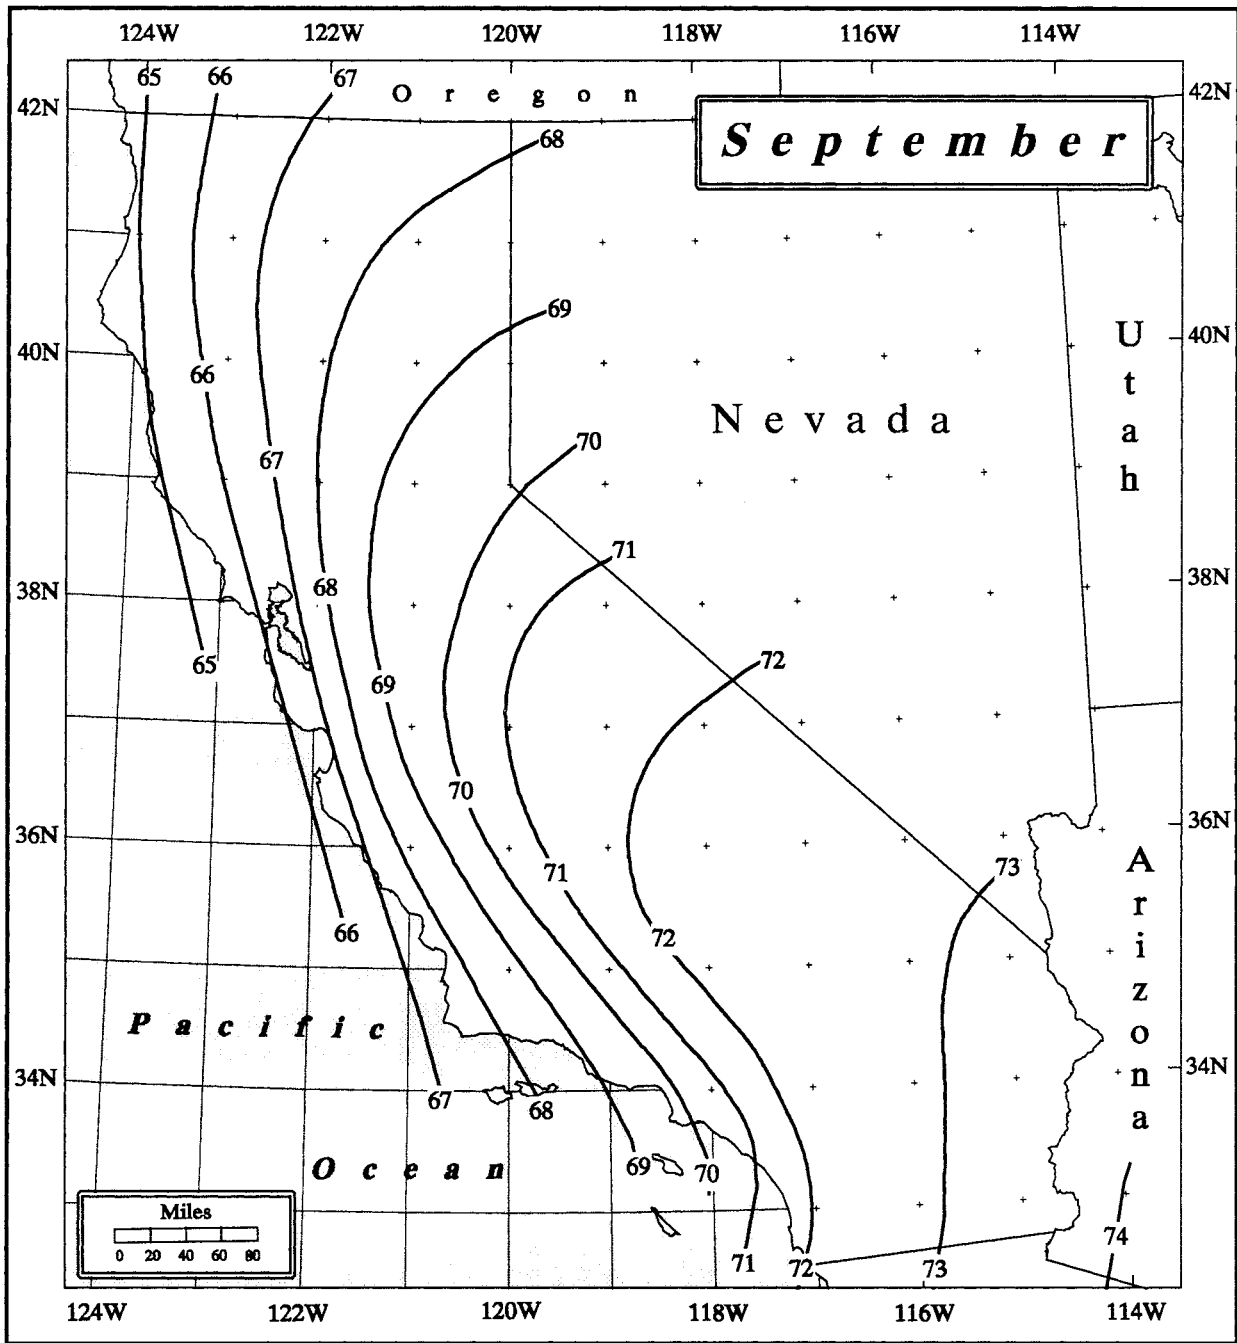 124W 122W 120W 118W 116W 114W
65 66 67
Oregon
42N 42N
September
68
69
40N 40N
Utah
66
Nevada
70
67
71
38N 38N
68
65
72
69
70
36N 36N
73
71
Arizona
66
72
Pacific
34N 34N
67 68
Ocean
69 70
Miles
0 20 40 60 80
74
71 72 73
124W 122W 120W 118W 116W 114W